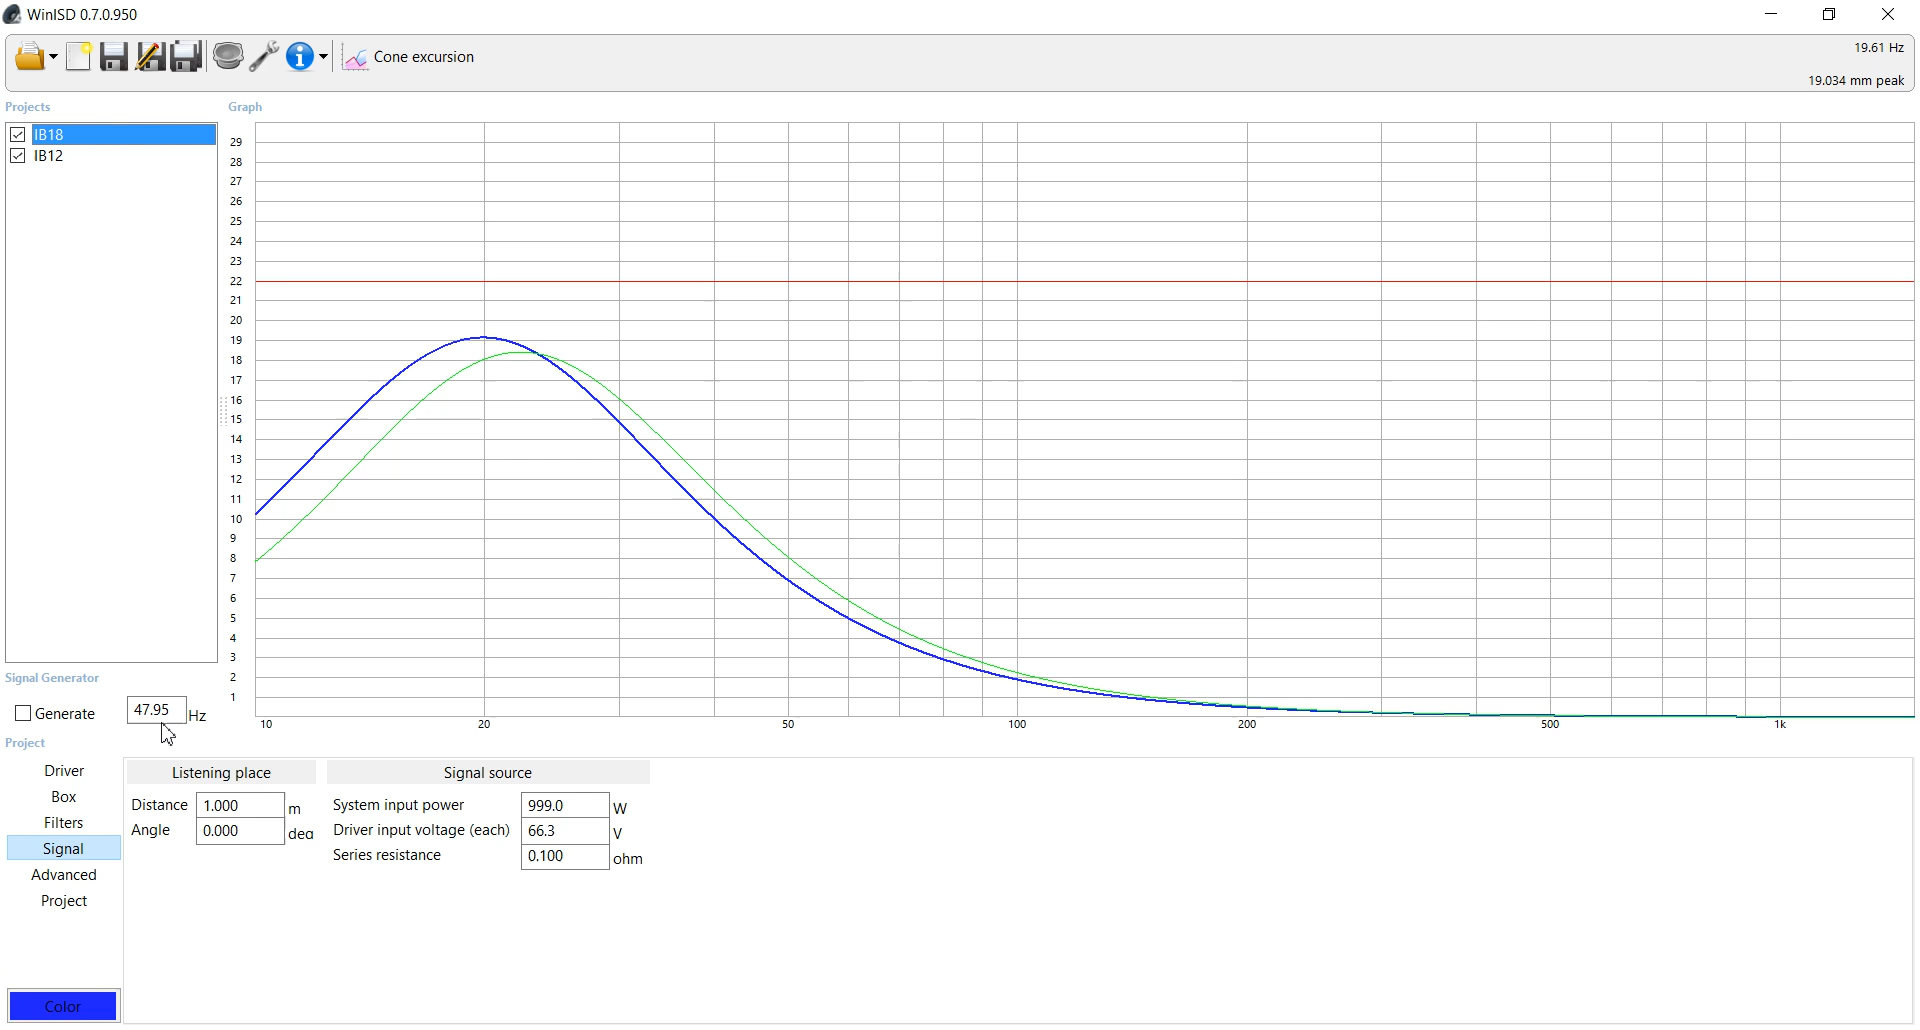 WinISD 0.7.0.950
Cone excursion
19.61 Hz
19.034 mm peak
Projects
Graph
IB18
IB12
29
28
27
26
25
24
23
22
21
20
19
18
17
16
15
14
13
12
11
10
9
8
7
6
5
4
3
2
1
10 20 50 100 200 500 1k
Signal Generator
Generate 47.95 Hz
Project
Driver
Box
Filters
Signal
Advanced
Project
Color
Listening place
Distance 1.000 m
Angle 0.000 deg
Signal source
System input power 999.0 W
Driver input voltage (each) 66.3 V
Series resistance 0.100 ohm